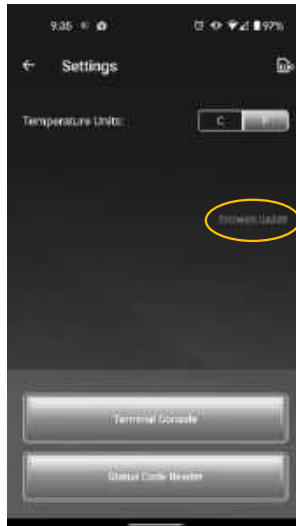 9:35
97%
Settings
Temperature Units:
C F
Firmware Update
Terminal Console
Status Code Reader